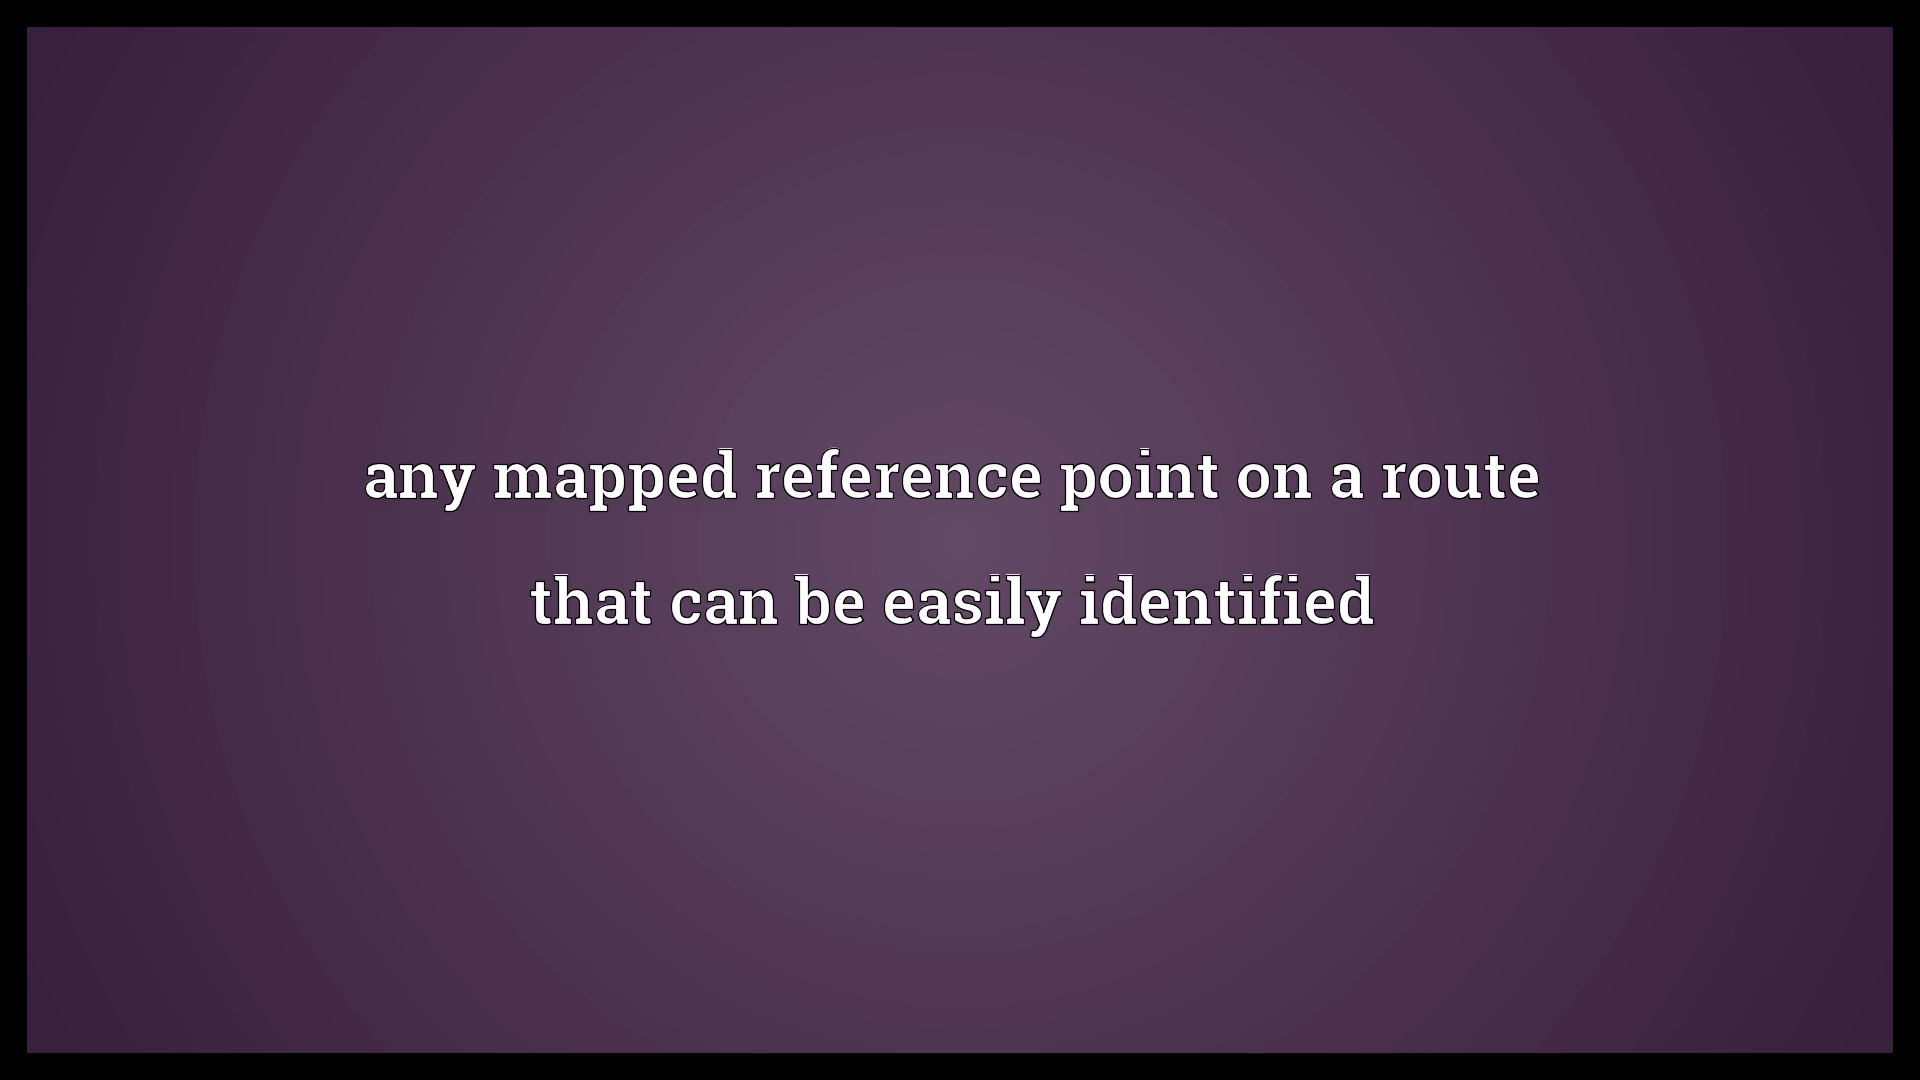 any mapped reference point on a route
that can be easily identified